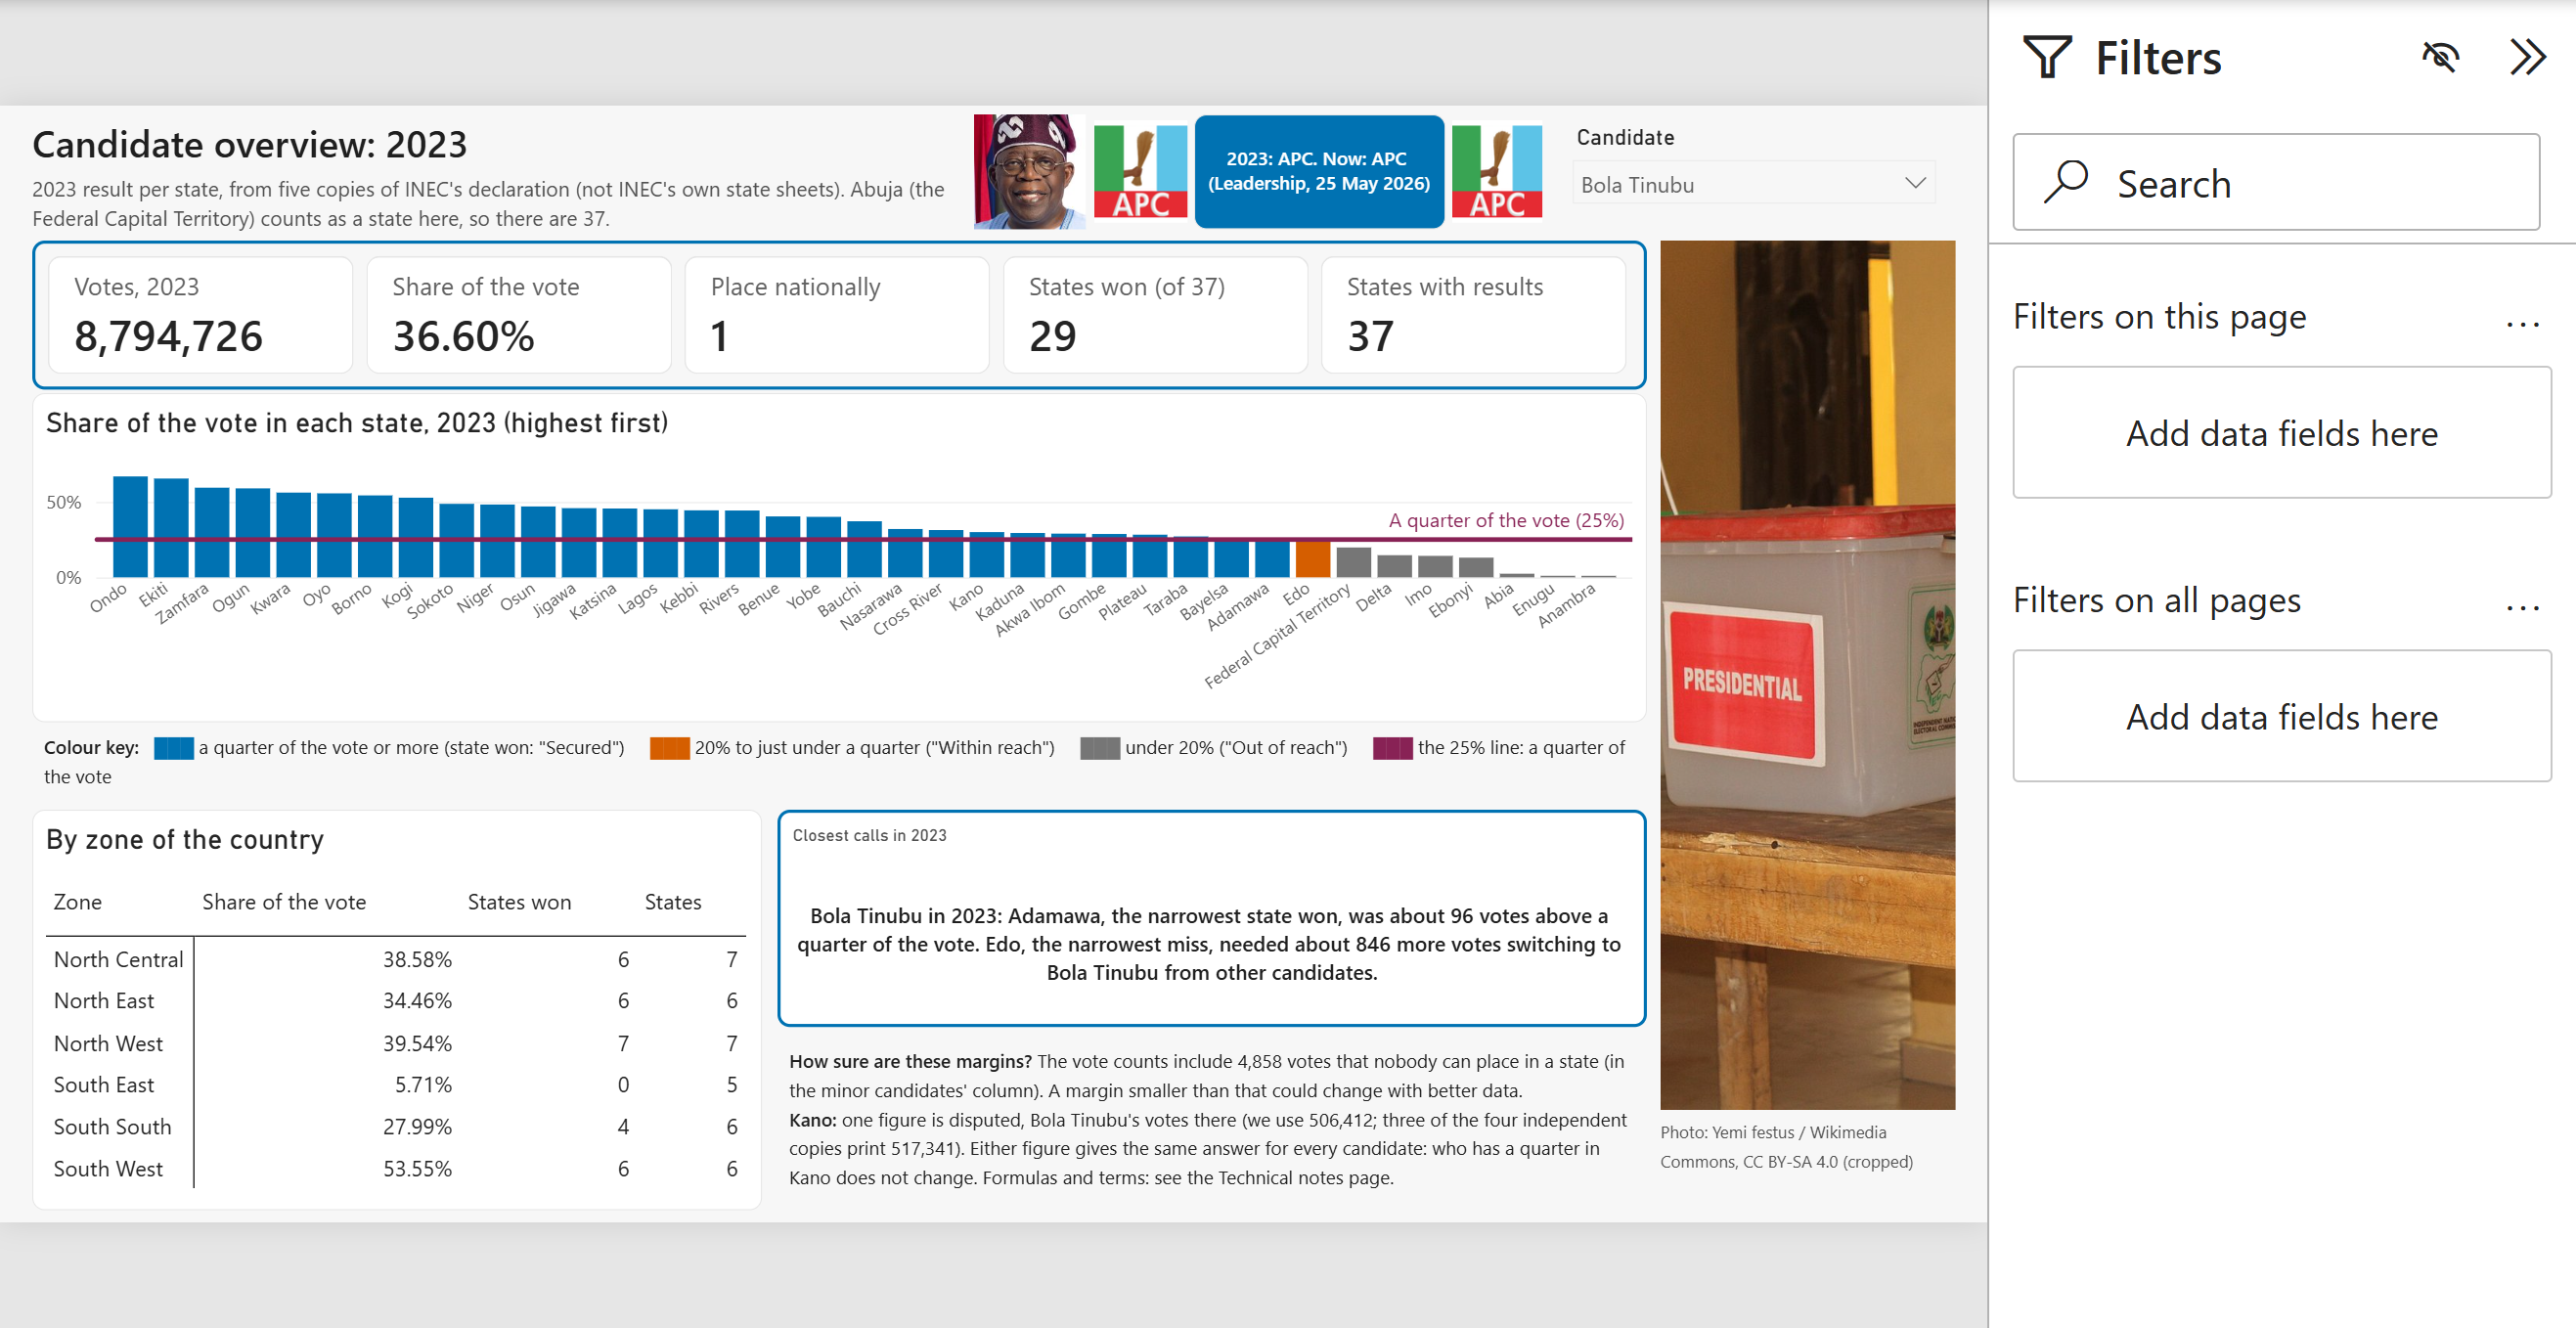 Candidate overview: 2023
2023 result per state, from five copies of INEC's declaration (not INEC's own state sheets). Abuja (the
Federal Capital Territory) counts as a state here, so there are 37.
APC
2023: APC. Now: APC
(Leadership, 25 May 2026)
APC
Candidate
Bola Tinubu
Votes, 2023
8,794,726
Share of the vote
36.60%
Place nationally
1
States won (of 37)
29
States with results
37
Share of the vote in each state, 2023 (highest first)
50%
0%
A quarter of the vote (25%)
Ondo
Ekiti
Zamfara
Ogun
Kwara
Oyo
Borno
Kogi
Sokoto
Niger
Osun
Jigawa
Katsina
Lagos
Kebbi
Rivers
Benue
Yobe
Bauchi
Nasarawa
Cross River
Kano
Kaduna
Akwa Ibom
Gombe
Plateau
Taraba
Bayelsa
Adamawa
Edo
Federal Capital Territory
Delta
Imo
Ebonyi
Abia
Enugu
Anambra
Colour key: a quarter of the vote or more (state won: "Secured") 20% to just under a quarter ("Within reach") under 20% ("Out of reach") the 25% line: a quarter of
the vote
By zone of the country
Zone Share of the vote States won States
North Central 38.58% 6 7
North East 34.46% 6 6
North West 39.54% 7 7
South East 5.71% 0 5
South South 27.99% 4 6
South West 53.55% 6 6
Closest calls in 2023
Bola Tinubu in 2023: Adamawa, the narrowest state won, was about 96 votes above a
quarter of the vote. Edo, the narrowest miss, needed about 846 more votes switching to
Bola Tinubu from other candidates.
How sure are these margins? The vote counts include 4,858 votes that nobody can place in a state (in
the minor candidates' column). A margin smaller than that could change with better data.
Kano: one figure is disputed, Bola Tinubu's votes there (we use 506,412; three of the four independent
copies print 517,341). Either figure gives the same answer for every candidate: who has a quarter in
Kano does not change. Formulas and terms: see the Technical notes page.
PRESIDENTIAL
Photo: Yemi festus / Wikimedia
Commons, CC BY-SA 4.0 (cropped)
Filters
Search
Filters on this page
...
Add data fields here
Filters on all pages
...
Add data fields here